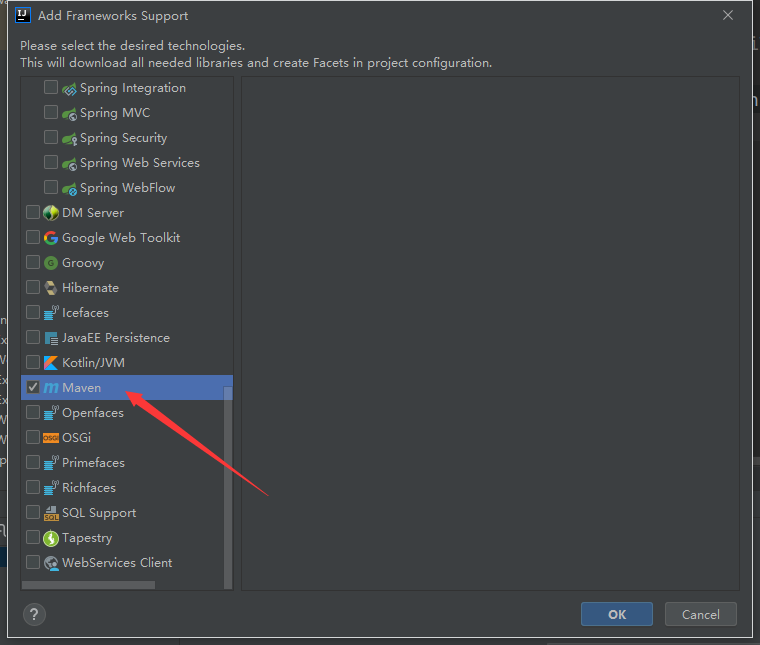 Add Frameworks Support
Please select the desired technologies.
This will download all needed libraries and create Facets in project configuration.
Spring Integration
Spring MVC
Spring Security
Spring Web Services
Spring WebFlow
DM Server
Google Web Toolkit
Groovy
Hibernate
Icefaces
JavaEE Persistence
Kotlin/JVM
Maven
Openfaces
OSGi
Primefaces
Richfaces
SQL Support
Tapestry
WebServices Client
?
OK
Cancel